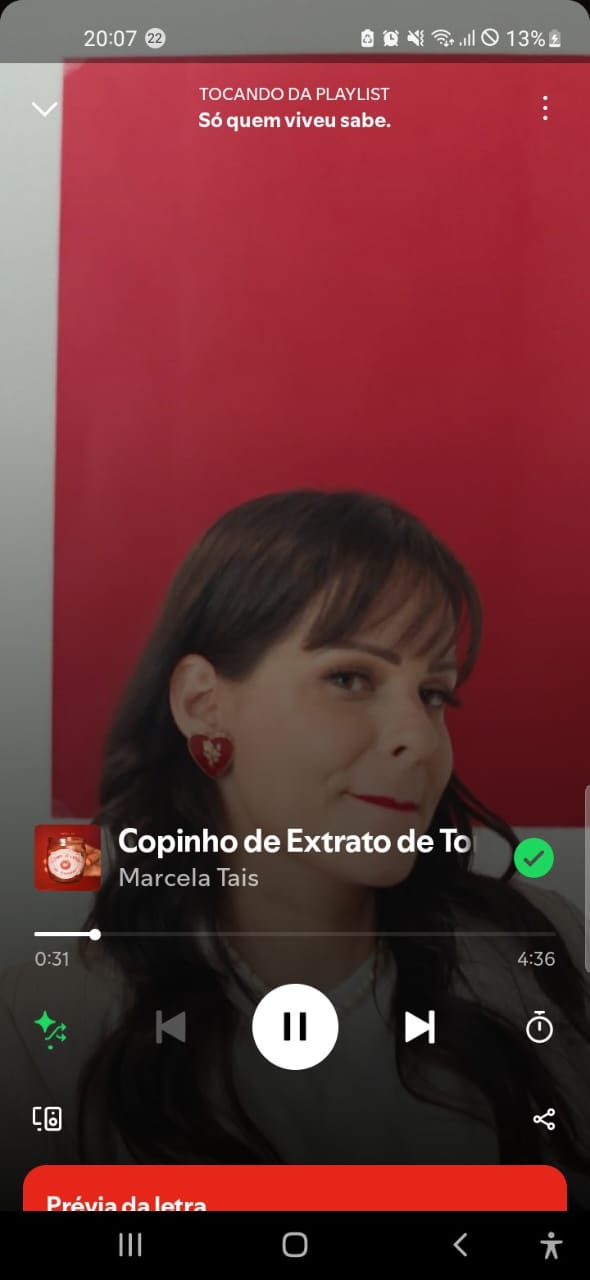 20:07 22 13%
TOCANDO DA PLAYLIST
Só quem viveu sabe.
Copinho de Extrato de To
Marcela Tais
0:31 4:36
Prévia da letra